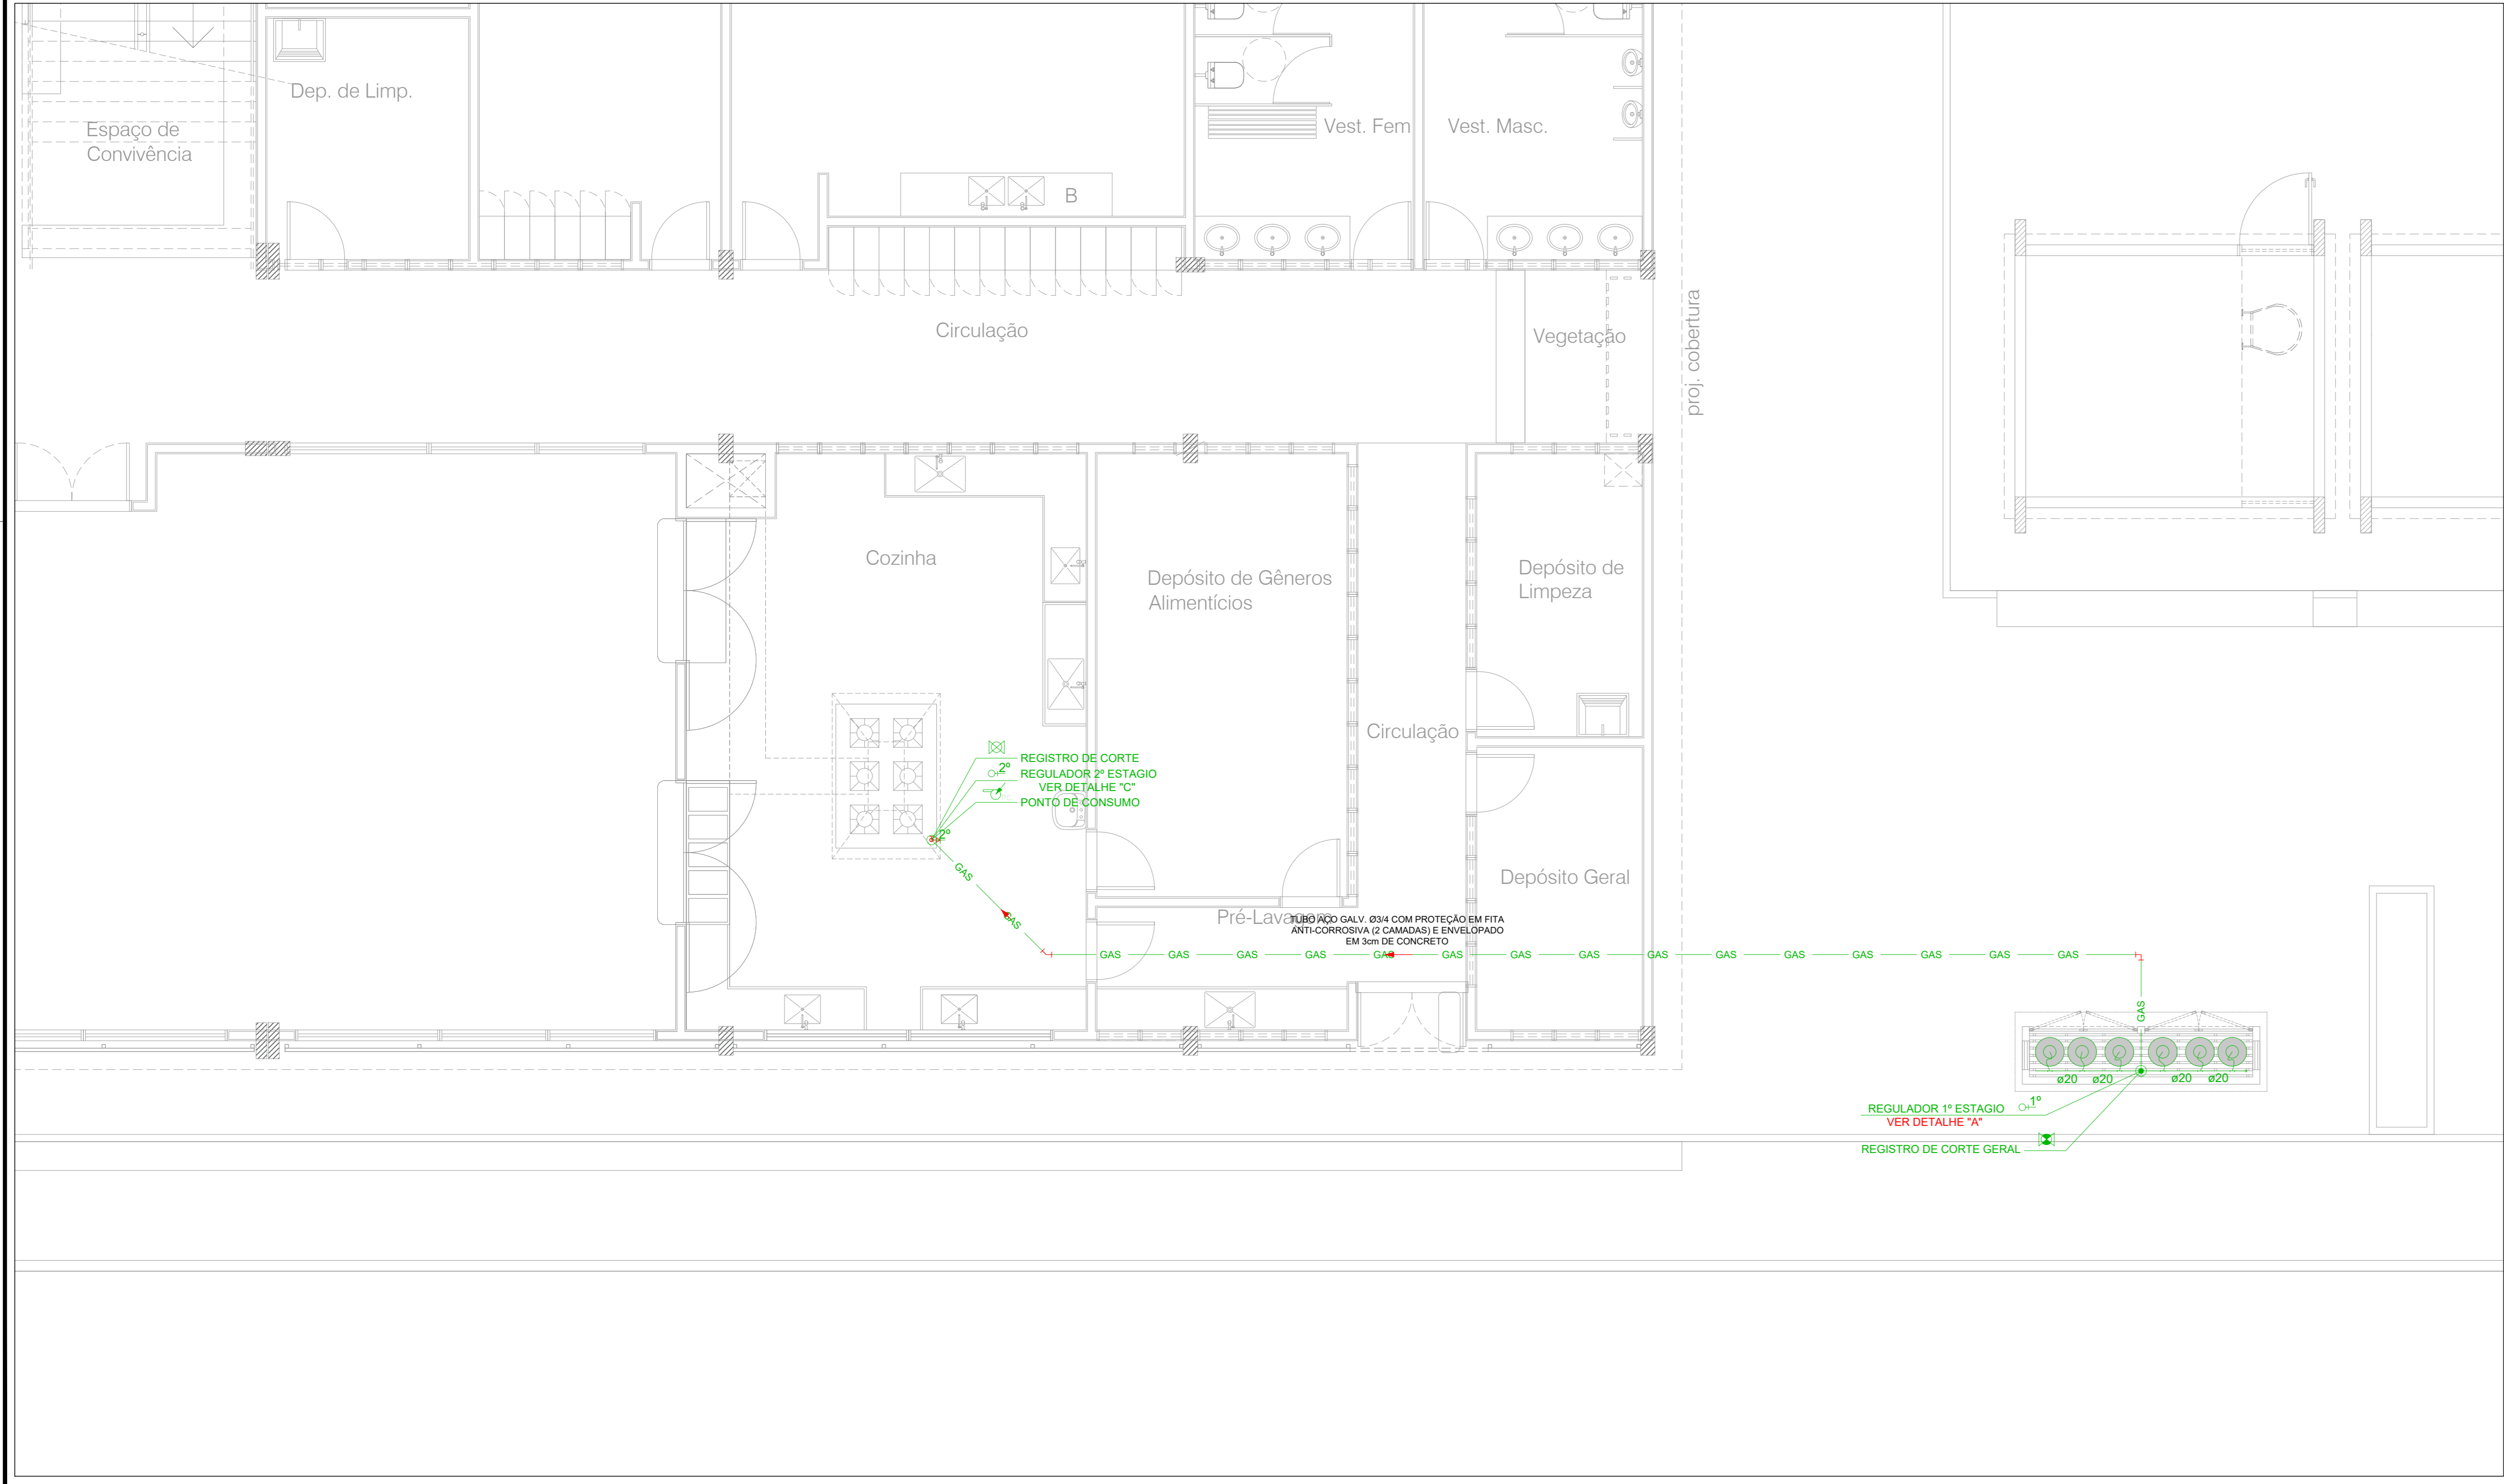 Dep. de Limp.
Espaço de
Convivência
Vest. Fem
Vest. Masc.
B
Circulação
Vegetação
proj. cobertura
Cozinha
Depósito de Gêneros
Alimentícios
Depósito de
Limpeza
Circulação
REGISTRO DE CORTE
2º
REGULADOR 2º ESTAGIO
VER DETALHE "C"
PONTO DE CONSUMO
2º
GAS
GAS
Depósito Geral
Pré-Lavagem
TUBO AÇO GALV. Ø3/4 COM PROTEÇÃO EM FITA
ANTI-CORROSIVA (2 CAMADAS) E ENVELOPADO
EM 3cm DE CONCRETO
GAS GAS GAS GAS GAS GAS GAS GAS GAS GAS GAS GAS GAS GAS GAS
GAS
ø20 ø20 ø20 ø20
REGULADOR 1º ESTAGIO 1º
VER DETALHE "A"
REGISTRO DE CORTE GERAL